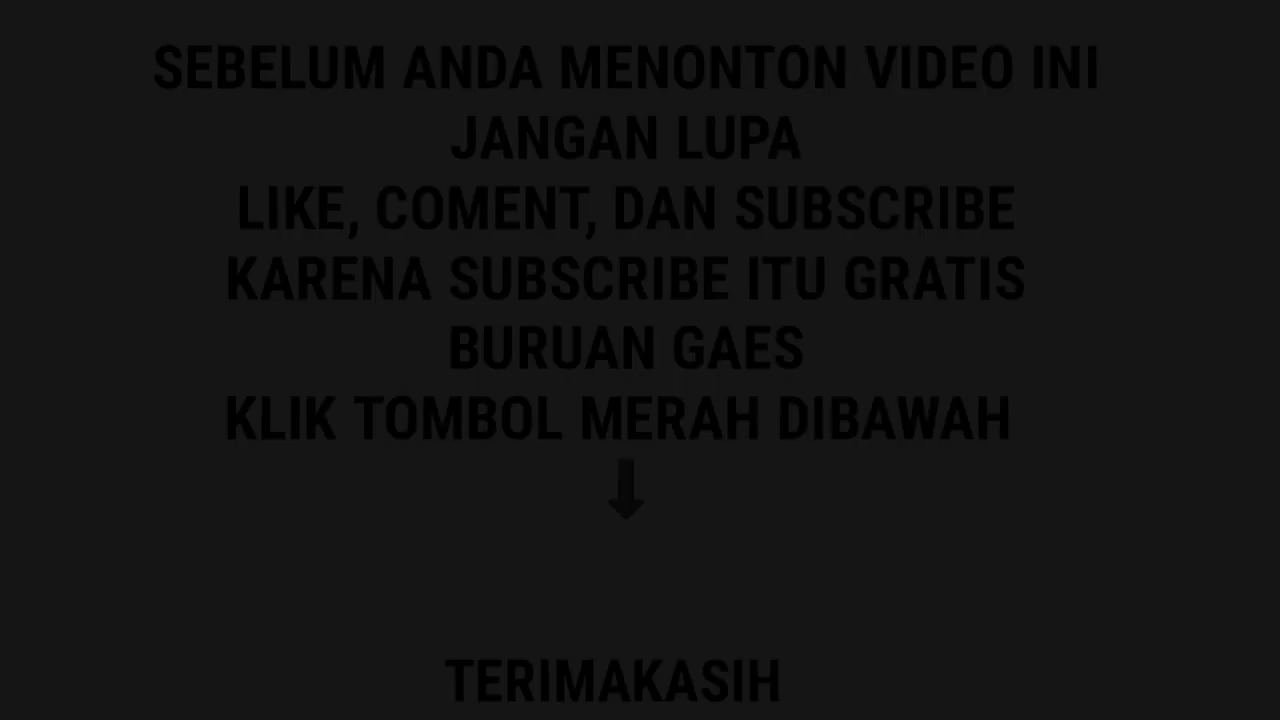 SEBELUM ANDA MENONTON VIDEO INI
JANGAN LUPA
LIKE, COMENT, DAN SUBSCRIBE
KARENA SUBSCRIBE ITU GRATIS
BURUAN GAES
KLIK TOMBOL MERAH DIBAWAH
TERIMAKASIH